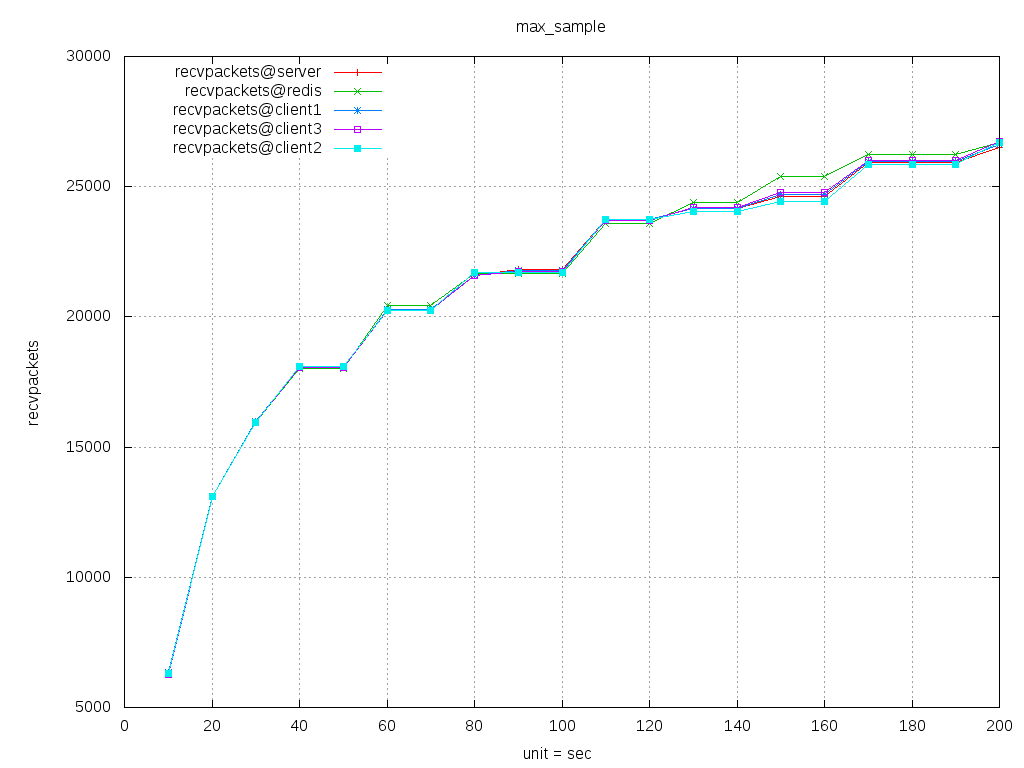 max_sample
30000
25000
20000
15000
10000
5000
recvpackets
recvpackets@server
recvpackets@redis
recvpackets@client1
recvpackets@client3
recvpackets@client2
0 20 40 60 80 100 120 140 160 180 200
unit = sec